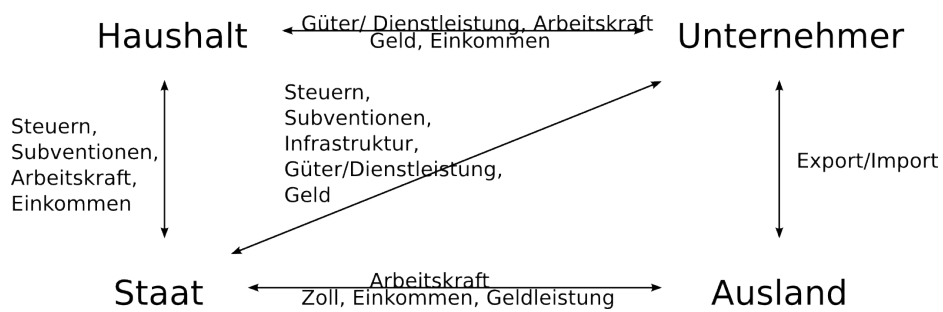 Haushalt
Güter/ Dienstleistung, Arbeitskraft
Geld, Einkommen
Unternehmer
Steuern,
Subventionen,
Arbeitskraft,
Einkommen
Steuern,
Subventionen,
Infrastruktur,
Güter/Dienstleistung,
Geld
Export/Import
Staat
Arbeitskraft
Zoll, Einkommen, Geldleistung
Ausland